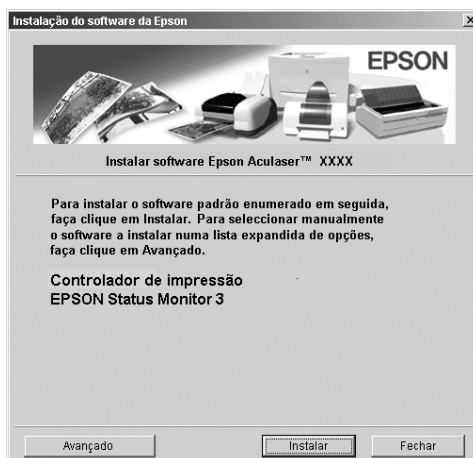 Instalação do software da Epson
EPSON
Instalar software Epson Aculaser™ XXXX
Para instalar o software padrão enumerado em seguida,
faça clique em Instalar. Para seleccionar manualmente
o software a instalar numa lista expandida de opções,
faça clique em Avançado.
Controlador de impressão
EPSON Status Monitor 3
Avançado
Instalar
Fechar